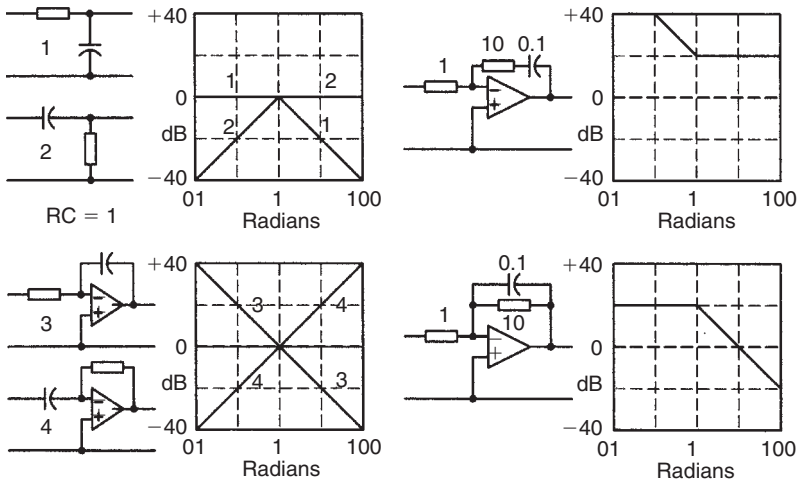 1
2
RC = 1
+40
1 2
0
dB
2 1
−40
01 1 100
Radians
1 10 0.1
− +
+40
0
dB
−40
01 1 100
Radians
3
− +
4
− +
+40
3 4
0
dB
4 3
−40
01 1 100
Radians
0.1
1 10
− +
+40
0
dB
−40
01 1 100
Radians